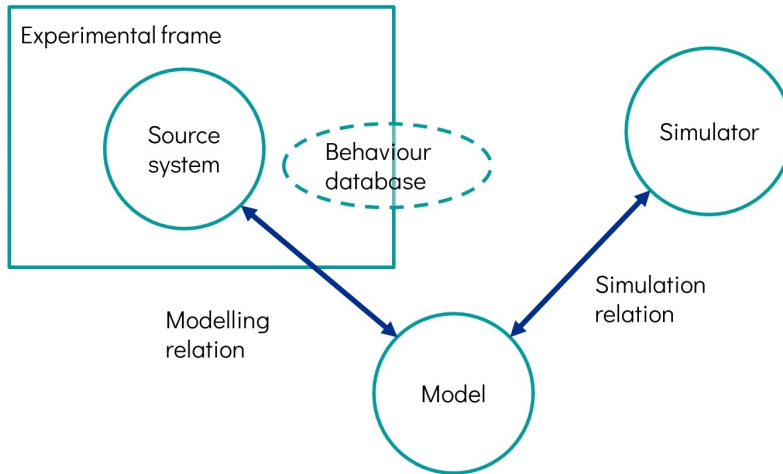 Experimental frame
Source
system
Behaviour
database
Simulator
Modelling
relation
Simulation
relation
Model